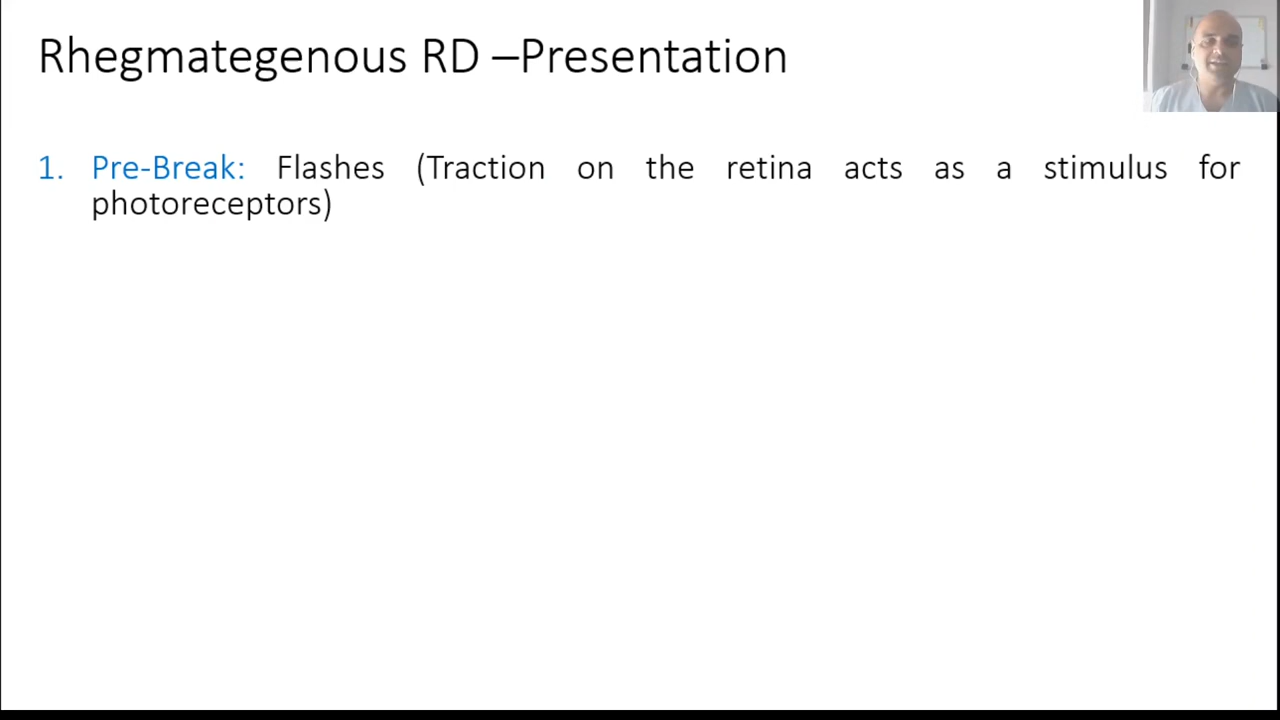 Rhegmategenous RD –Presentation
1. Pre-Break: Flashes (Traction on the retina acts as a stimulus for
photoreceptors)